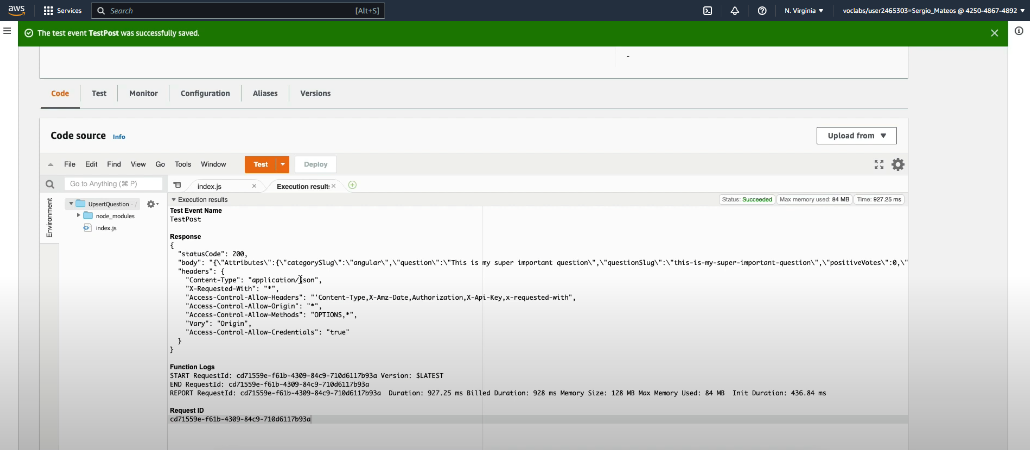 aws
Services
Search
[Alt+S]
N. Virginia
voclabs/user2465303=Sergio_Mateos @ 4250-4867-4892
The test event TestPost was successfully saved.
Code
Test
Monitor
Configuration
Aliases
Versions
Code source
Info
Upload from
File
Edit
Find
View
Go
Tools
Window
Test
Deploy
Go to Anything (⌘ P)
index.js
Execution result:
Environment
UpsertQuestion - /
node_modules
index.js
Execution results
Status: Succeeded
Max memory used: 84 MB
Time: 927.25 ms
Test Event Name
TestPost
Response
{
"statusCode": 200,
"body": "{\"Attributes\":{\"categorySlug\":\"angular\",\"question\":\"This is my super important question\",\"questionSlug\":\"this-is-my-super-important-question\",\"positiveVotes\":0,\"
"headers": {
"Content-Type": "application/json",
"X-Requested-With": "*",
"Access-Control-Allow-Headers": "'Content-Type,X-Amz-Date,Authorization,X-Api-Key,x-requested-with",
"Access-Control-Allow-Origin": "*",
"Access-Control-Allow-Methods": "OPTIONS,*",
"Vary": "Origin",
"Access-Control-Allow-Credentials": "true"
}
}
Function Logs
START RequestId: cd71559e-f61b-4309-84c9-710d6117b93a Version: $LATEST
END RequestId: cd71559e-f61b-4309-84c9-710d6117b93a
REPORT RequestId: cd71559e-f61b-4309-84c9-710d6117b93a Duration: 927.25 ms Billed Duration: 928 ms Memory Size: 128 MB Max Memory Used: 84 MB Init Duration: 436.84 ms
Request ID
cd71559e-f61b-4309-84c9-710d6117b93a